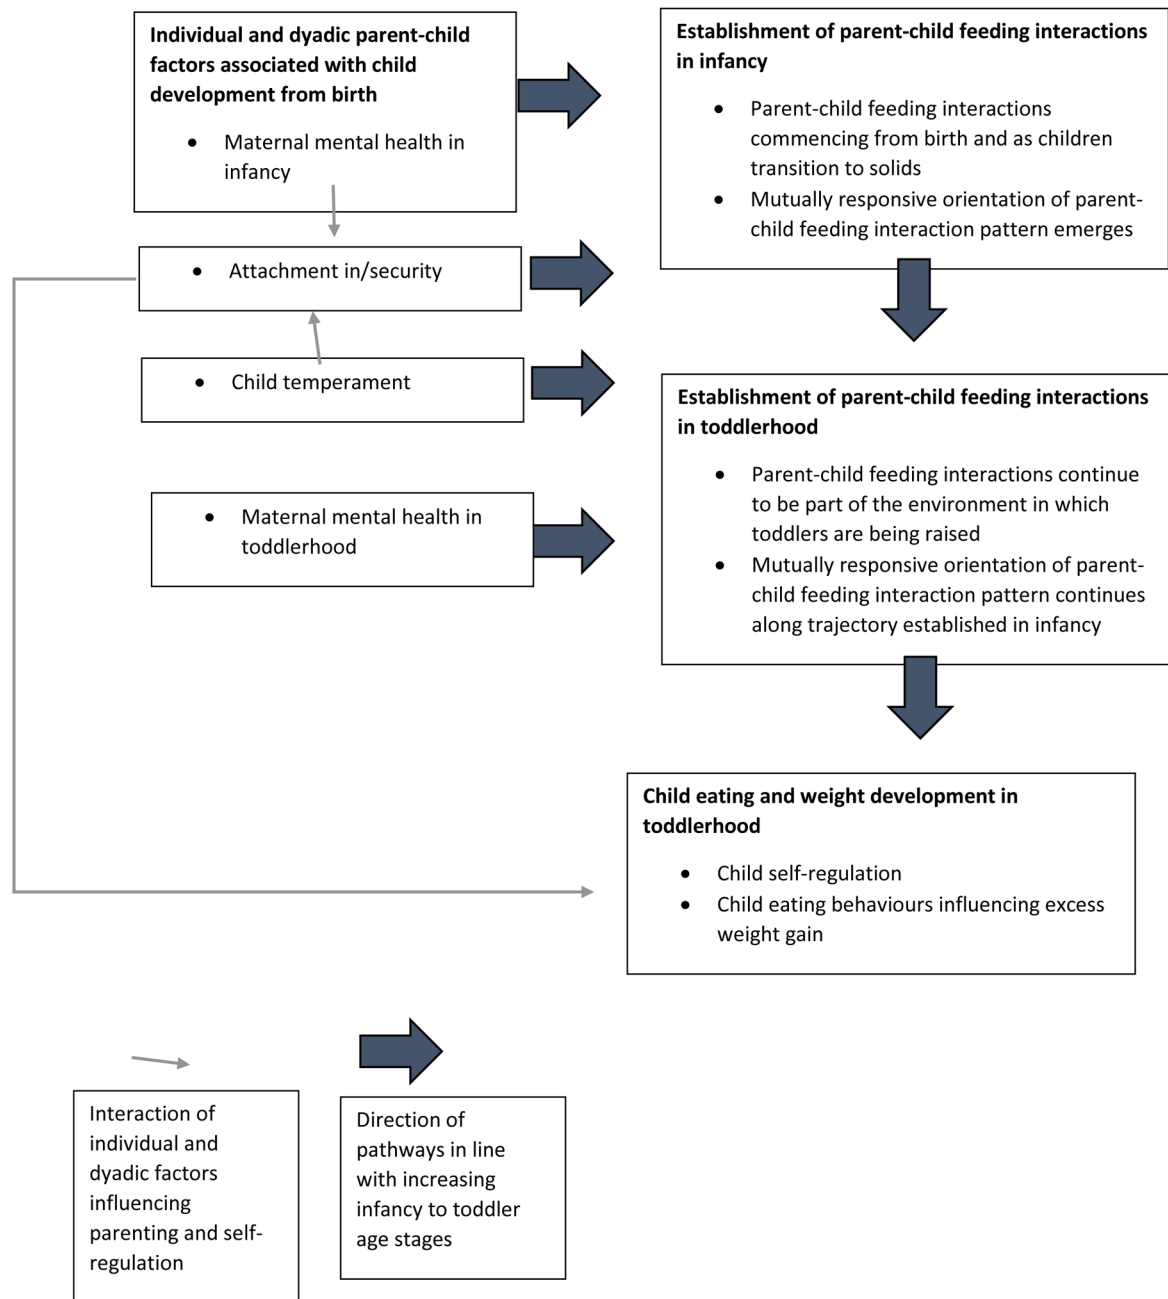 Individual and dyadic parent-child
factors associated with child
development from birth
• Maternal mental health in
infancy
• Attachment in/security
• Child temperament
• Maternal mental health in
toddlerhood
Establishment of parent-child feeding interactions
in infancy
• Parent-child feeding interactions
commencing from birth and as children
transition to solids
• Mutually responsive orientation of parent-
child feeding interaction pattern emerges
Establishment of parent-child feeding interactions
in toddlerhood
• Parent-child feeding interactions continue
to be part of the environment in which
toddlers are being raised
• Mutually responsive orientation of parent-
child feeding interaction pattern continues
along trajectory established in infancy
Child eating and weight development in
toddlerhood
• Child self-regulation
• Child eating behaviours influencing excess
weight gain
Interaction of
individual and
dyadic factors
influencing
parenting and self-
regulation
Direction of
pathways in line
with increasing
infancy to toddler
age stages